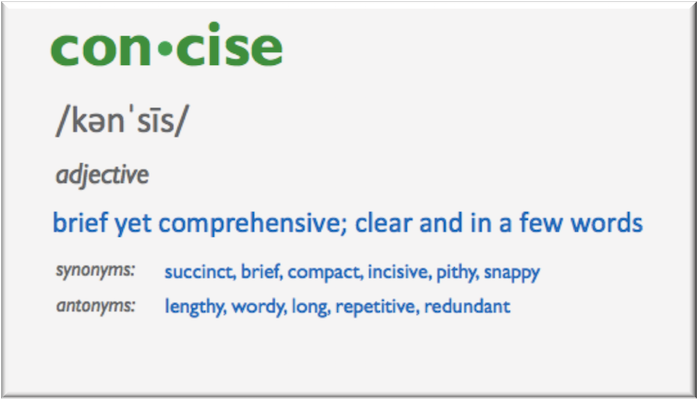 con•cise
/kənˈsīs/
adjective
brief yet comprehensive; clear and in a few words
synonyms: succinct, brief, compact, incisive, pithy, snappy
antonyms: lengthy, wordy, long, repetitive, redundant